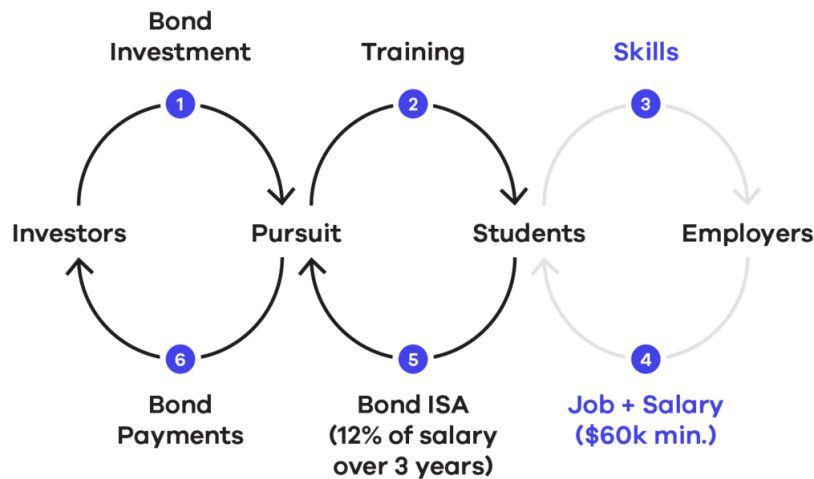 Bond
Investment
Training
Skills
1
2
3
Investors
Pursuit
Students
Employers
6
5
4
Bond
Payments
Bond ISA
(12% of salary
over 3 years)
Job + Salary
($60k min.)